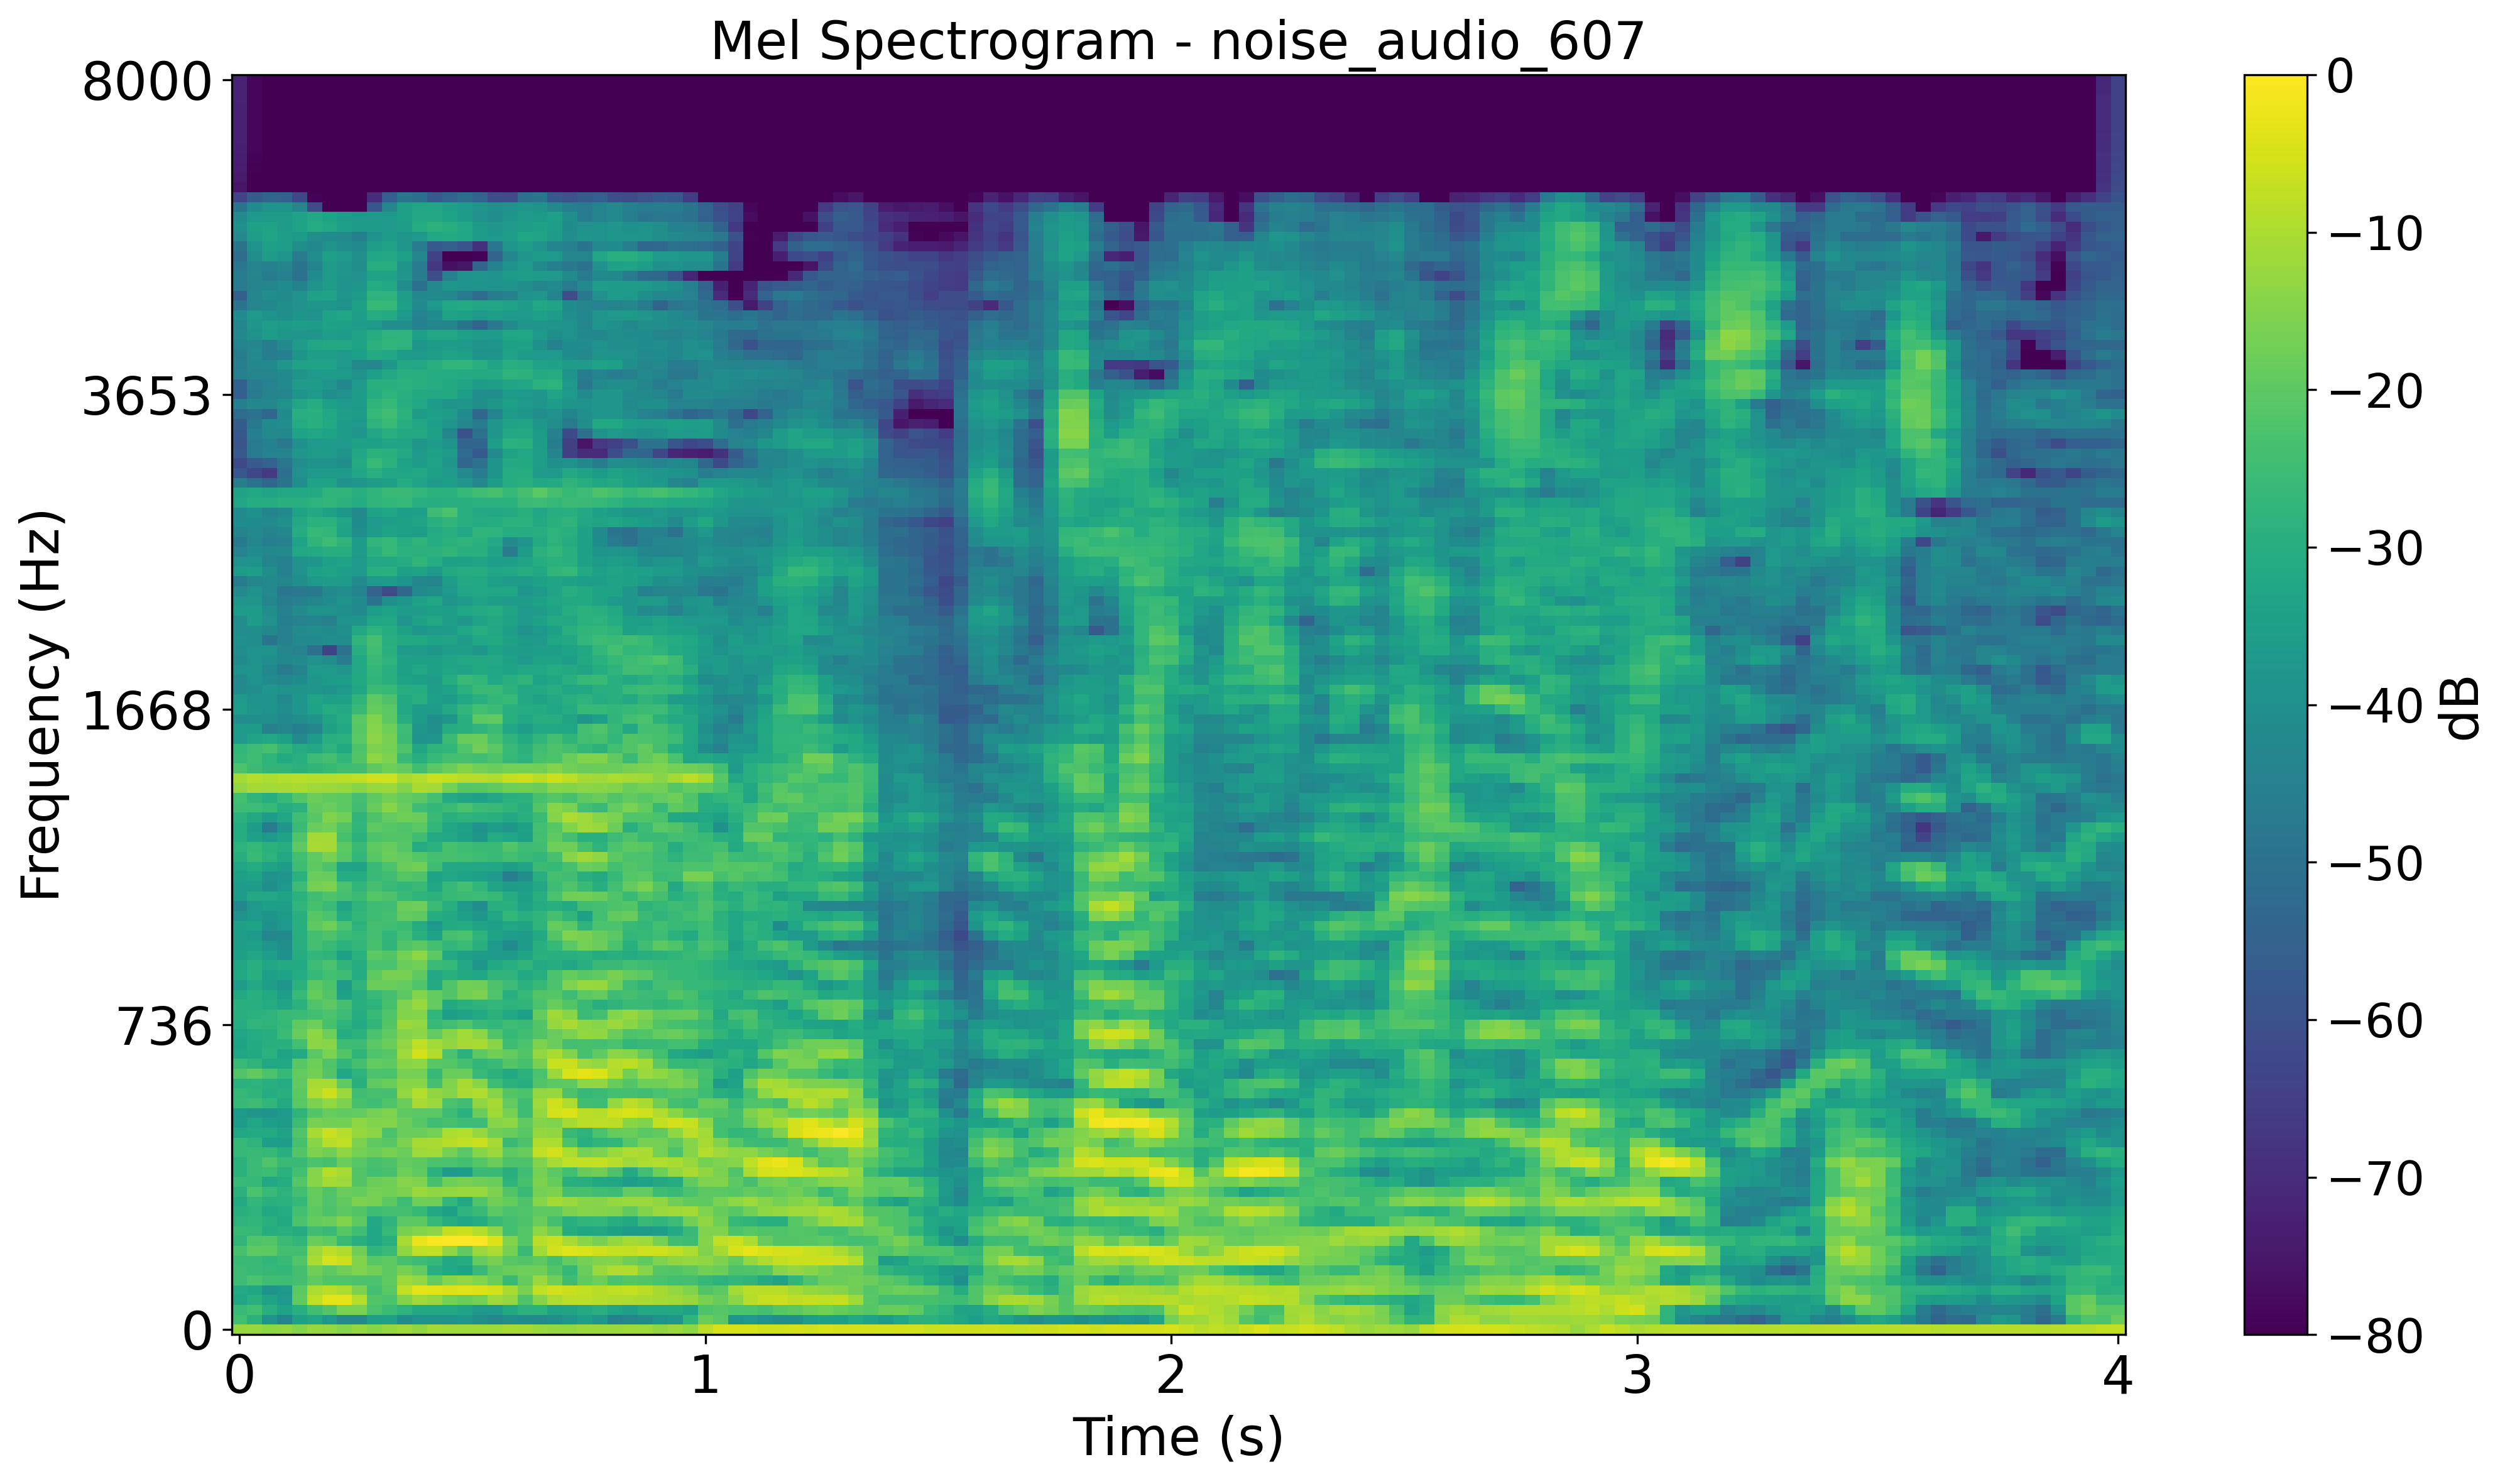 Mel Spectrogram - noise_audio_607
8000
3653
1668
736
0
Frequency (Hz)
0 1 2 3 4
Time (s)
0
−10
−20
−30
−40
−50
−60
−70
−80
dB